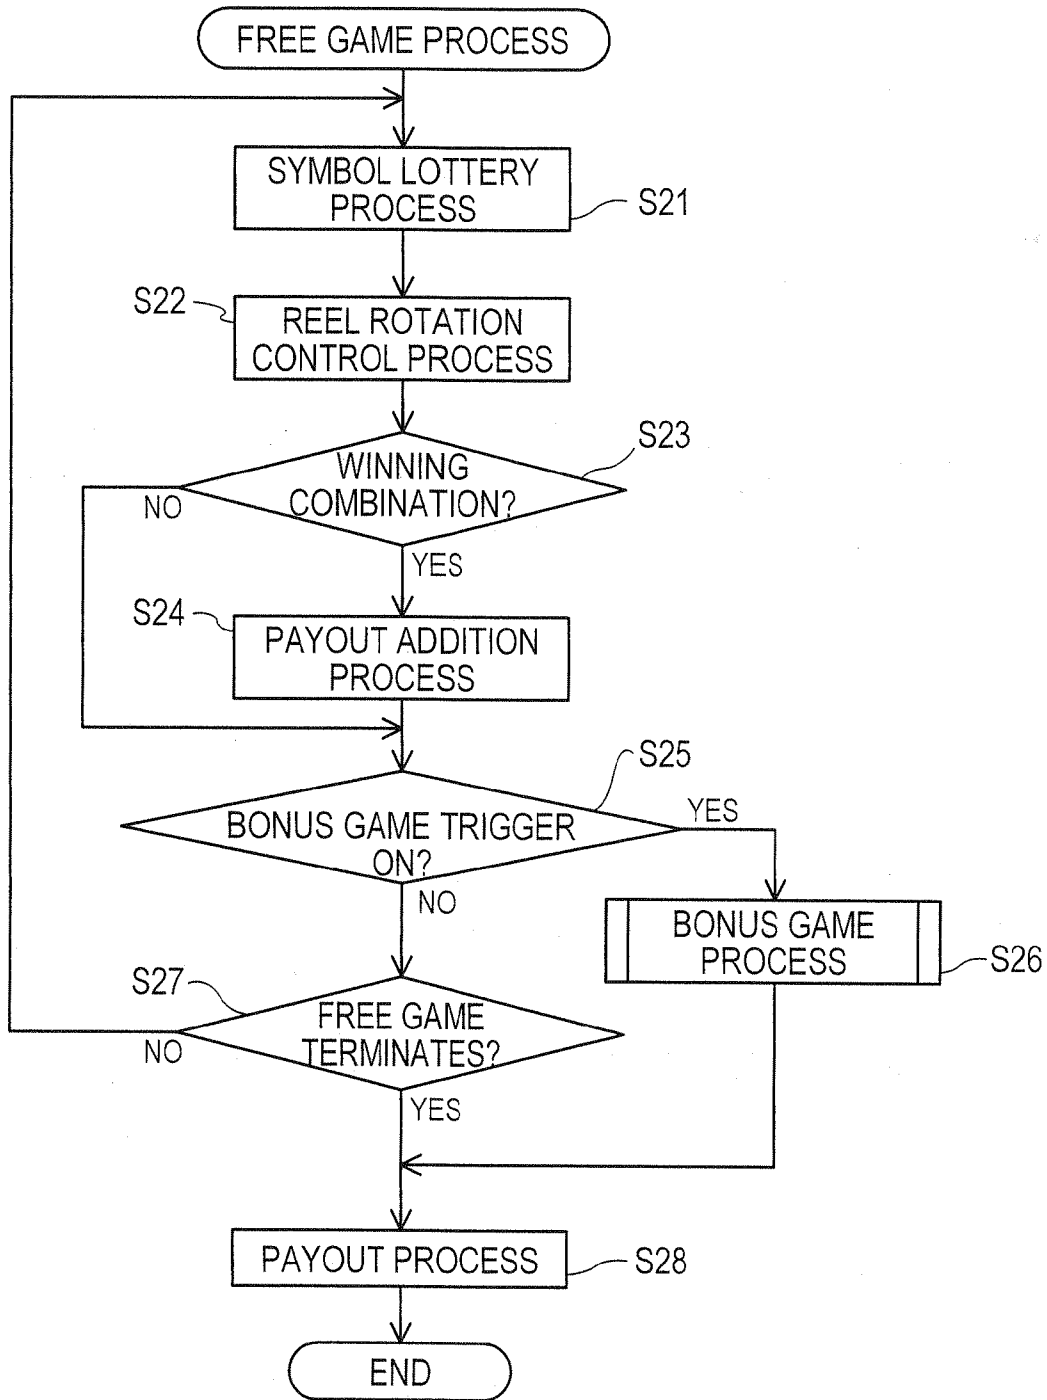 FREE GAME PROCESS
SYMBOL LOTTERY
PROCESS
S21
S22
REEL ROTATION
CONTROL PROCESS
S23
WINNING
COMBINATION?
NO
YES
S24
PAYOUT ADDITION
PROCESS
S25
YES
BONUS GAME TRIGGER
ON?
NO
BONUS GAME
PROCESS
S26
S27
FREE GAME
TERMINATES?
NO
YES
PAYOUT PROCESS
S28
END